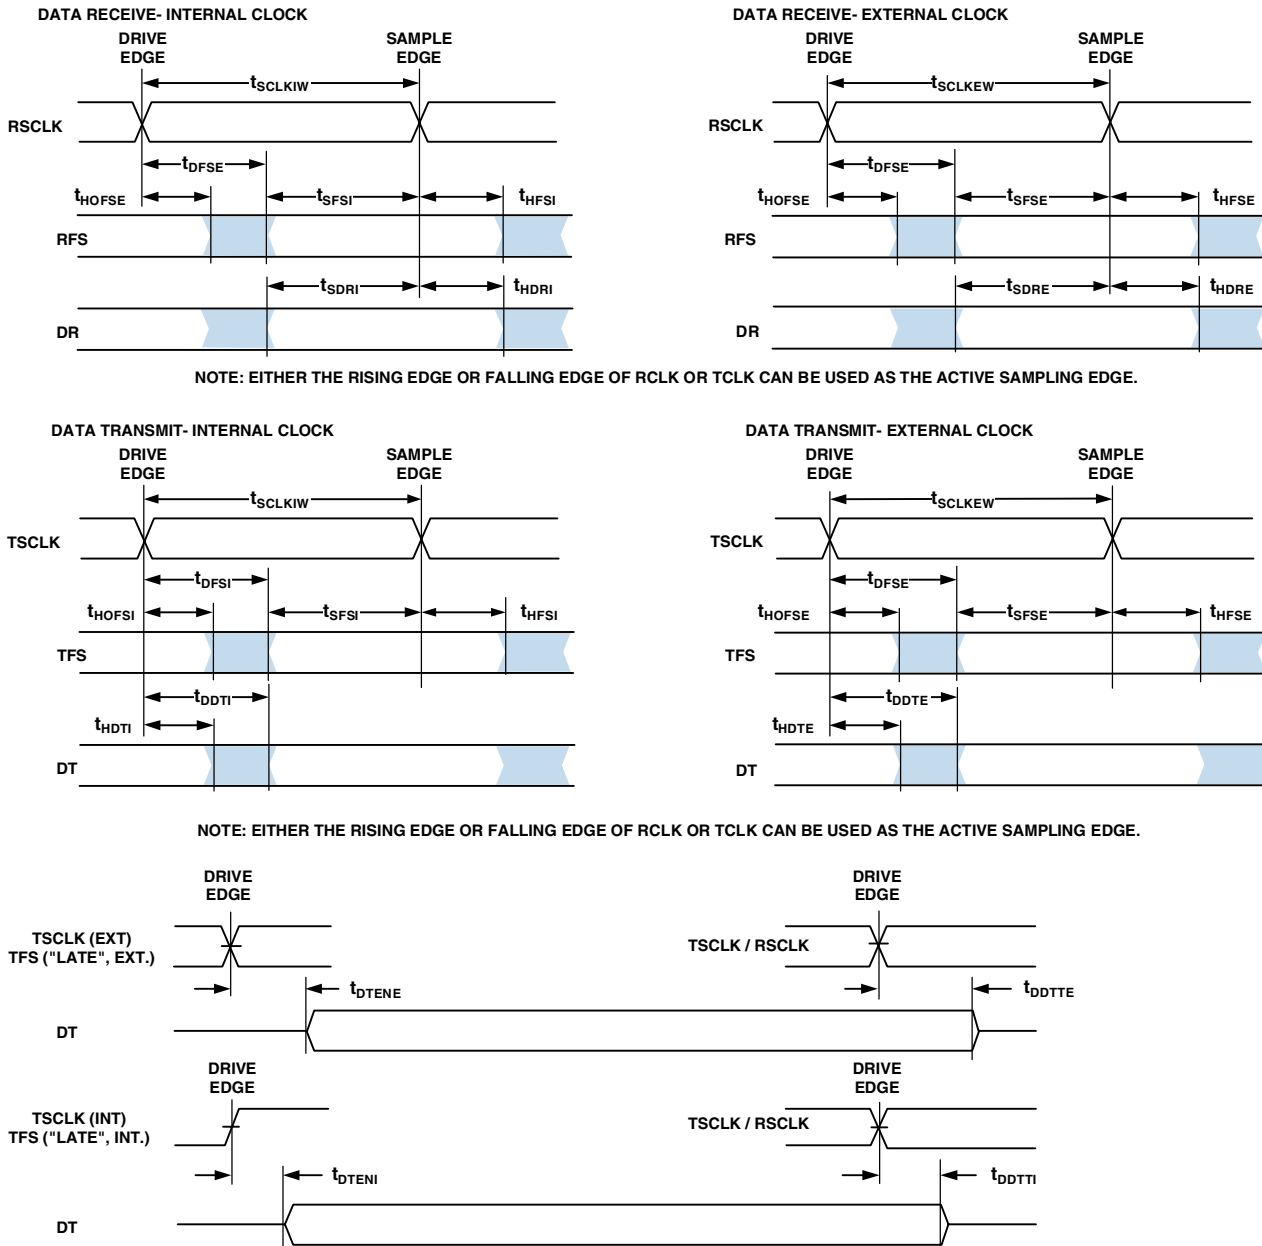 DATA RECEIVE- INTERNAL CLOCK
DRIVE
EDGE
SAMPLE
EDGE
tSCLKIW
RSCLK
tDFSE
tHOFSE
tSFSI
tHFSI
RFS
tSDRI
tHDRI
DR
DATA RECEIVE- EXTERNAL CLOCK
DRIVE
EDGE
SAMPLE
EDGE
tSCLKEW
RSCLK
tDFSE
tHOFSE
tSFSE
tHFSE
RFS
tSDRE
tHDRE
DR
NOTE: EITHER THE RISING EDGE OR FALLING EDGE OF RCLK OR TCLK CAN BE USED AS THE ACTIVE SAMPLING EDGE.
DATA TRANSMIT- INTERNAL CLOCK
DRIVE
EDGE
SAMPLE
EDGE
tSCLKIW
TSCLK
tDFSI
tHOFSI
tSFSI
tHFSI
TFS
tDDTI
tHDTI
DT
DATA TRANSMIT- EXTERNAL CLOCK
DRIVE
EDGE
SAMPLE
EDGE
tSCLKEW
TSCLK
tDFSE
tHOFSE
tSFSE
tHFSE
TFS
tDDTE
tHDTE
DT
NOTE: EITHER THE RISING EDGE OR FALLING EDGE OF RCLK OR TCLK CAN BE USED AS THE ACTIVE SAMPLING EDGE.
DRIVE
EDGE
DRIVE
EDGE
TSCLK (EXT)
TFS ("LATE", EXT.)
TSCLK / RSCLK
tDTENE
tDDTTE
DT
DRIVE
EDGE
DRIVE
EDGE
TSCLK (INT)
TFS ("LATE", INT.)
TSCLK / RSCLK
tDTENI
tDDTTI
DT